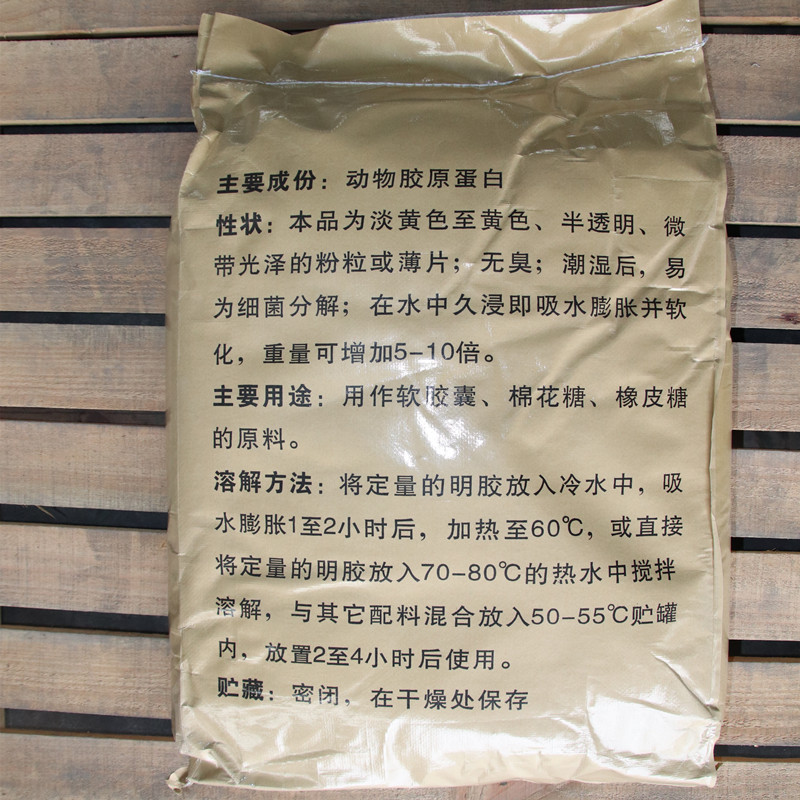 主要成份：动物胶原蛋白
性状：本品为淡黄色至黄色、半透明、微
带光泽的粉粒或薄片；无臭；潮湿后，易
为细菌分解；在水中久浸即吸水膨胀并软
化，重量可增加5-10倍。
主要用途：用作软胶囊、棉花糖、橡皮糖
的原料。
溶解方法：将定量的明胶放入冷水中，吸
水膨胀1至2小时后，加热至60℃，或直接
将定量的明胶放入70-80℃的热水中搅拌
溶解，与其它配料混合放入50-55℃贮罐
内，放置2至4小时后使用。
贮藏：密闭，在干燥处保存